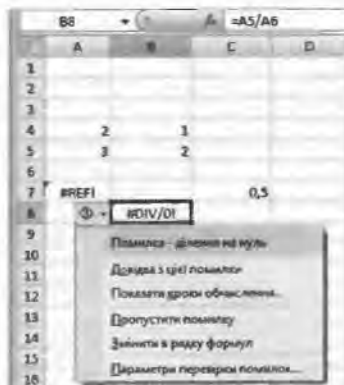 B8 fx =A5/A6
A B C D
1
2
3
4 2 1
5 3 2
6
7 #REF! 0,5
8 #DIV/0!
9 Помилка - ділення на нуль
10
11 Довідка з цієї помилки
12 Показати кроки обчислення...
13 Пропустити помилку
14 Змінити в рядку формул
15
16 Параметри перевірки помилок...